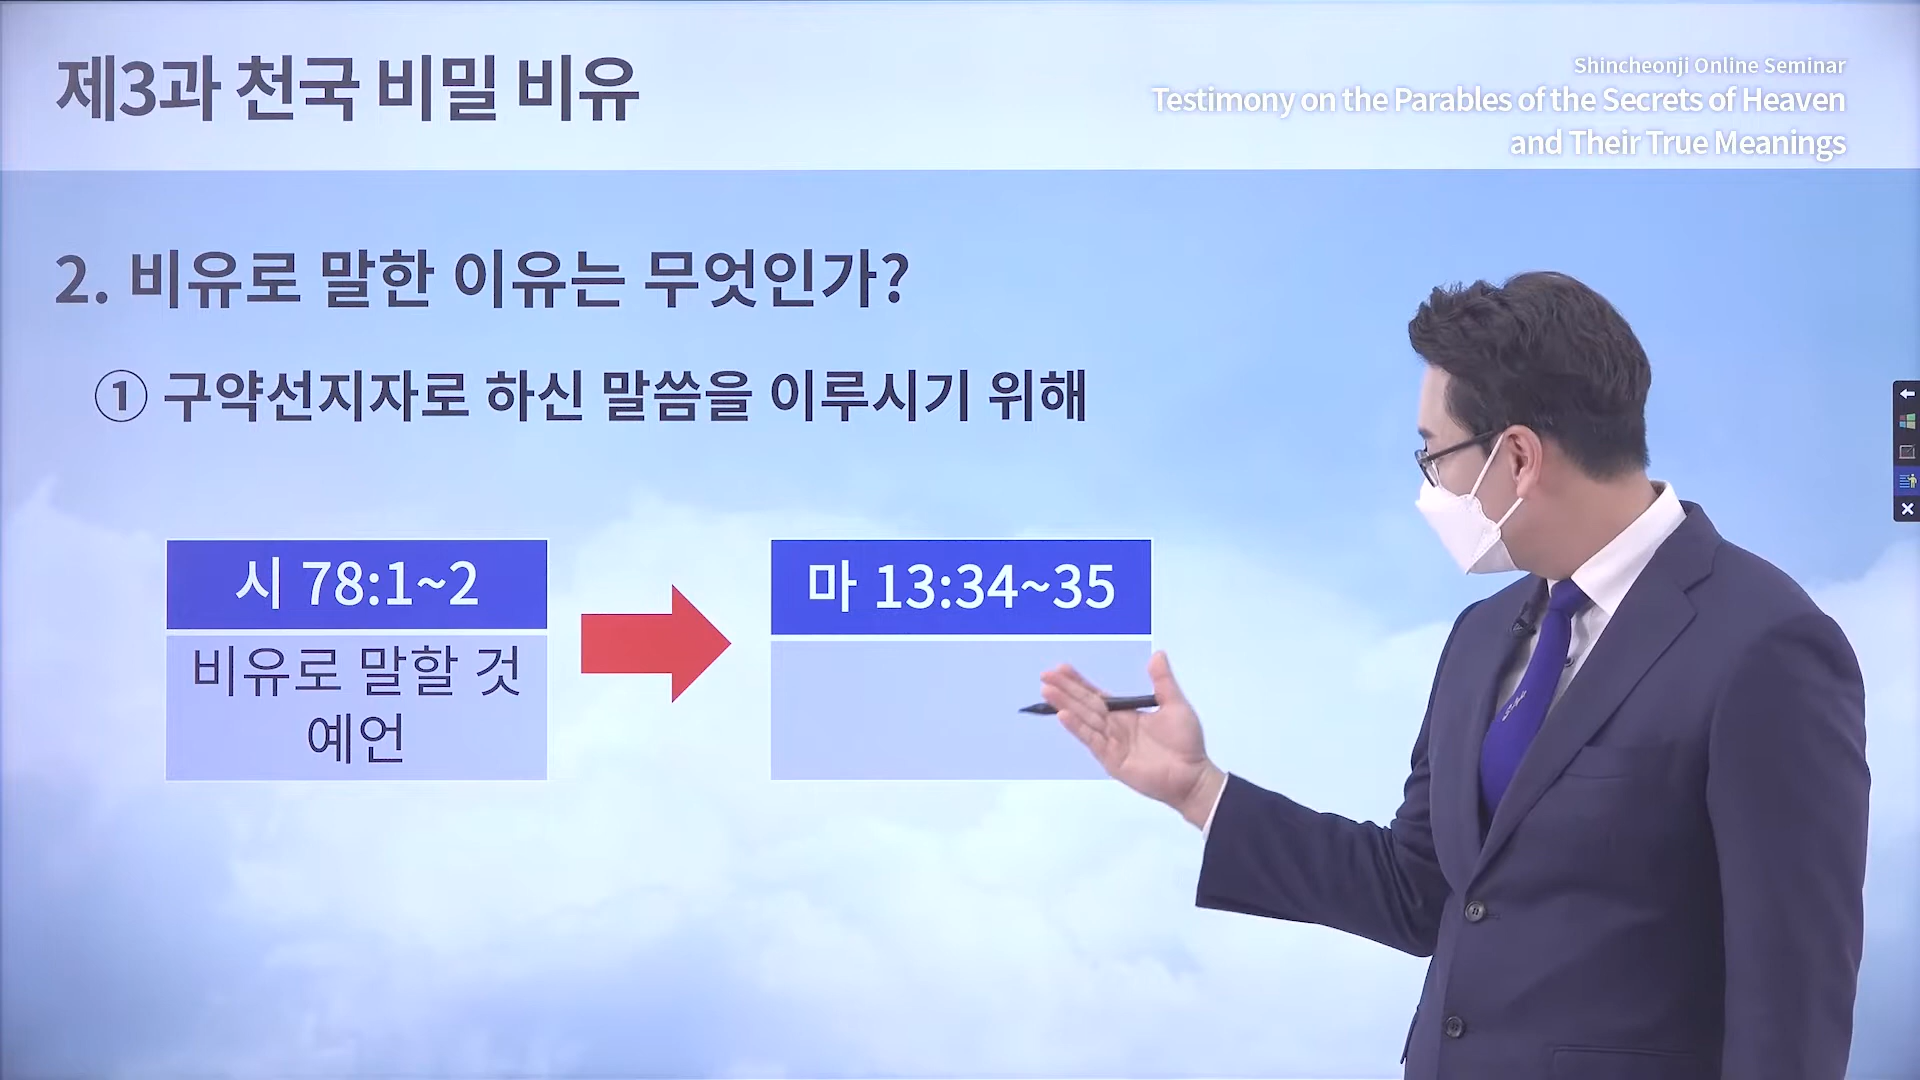 제3과 천국 비밀 비유
Shincheonji Online Seminar
Testimony on the Parables of the Secrets of Heaven
and Their True Meanings
2. 비유로 말한 이유는 무엇인가?
① 구약선지자로 하신 말씀을 이루시기 위해
시 78:1~2
마 13:34~35
비유로 말할 것
예언